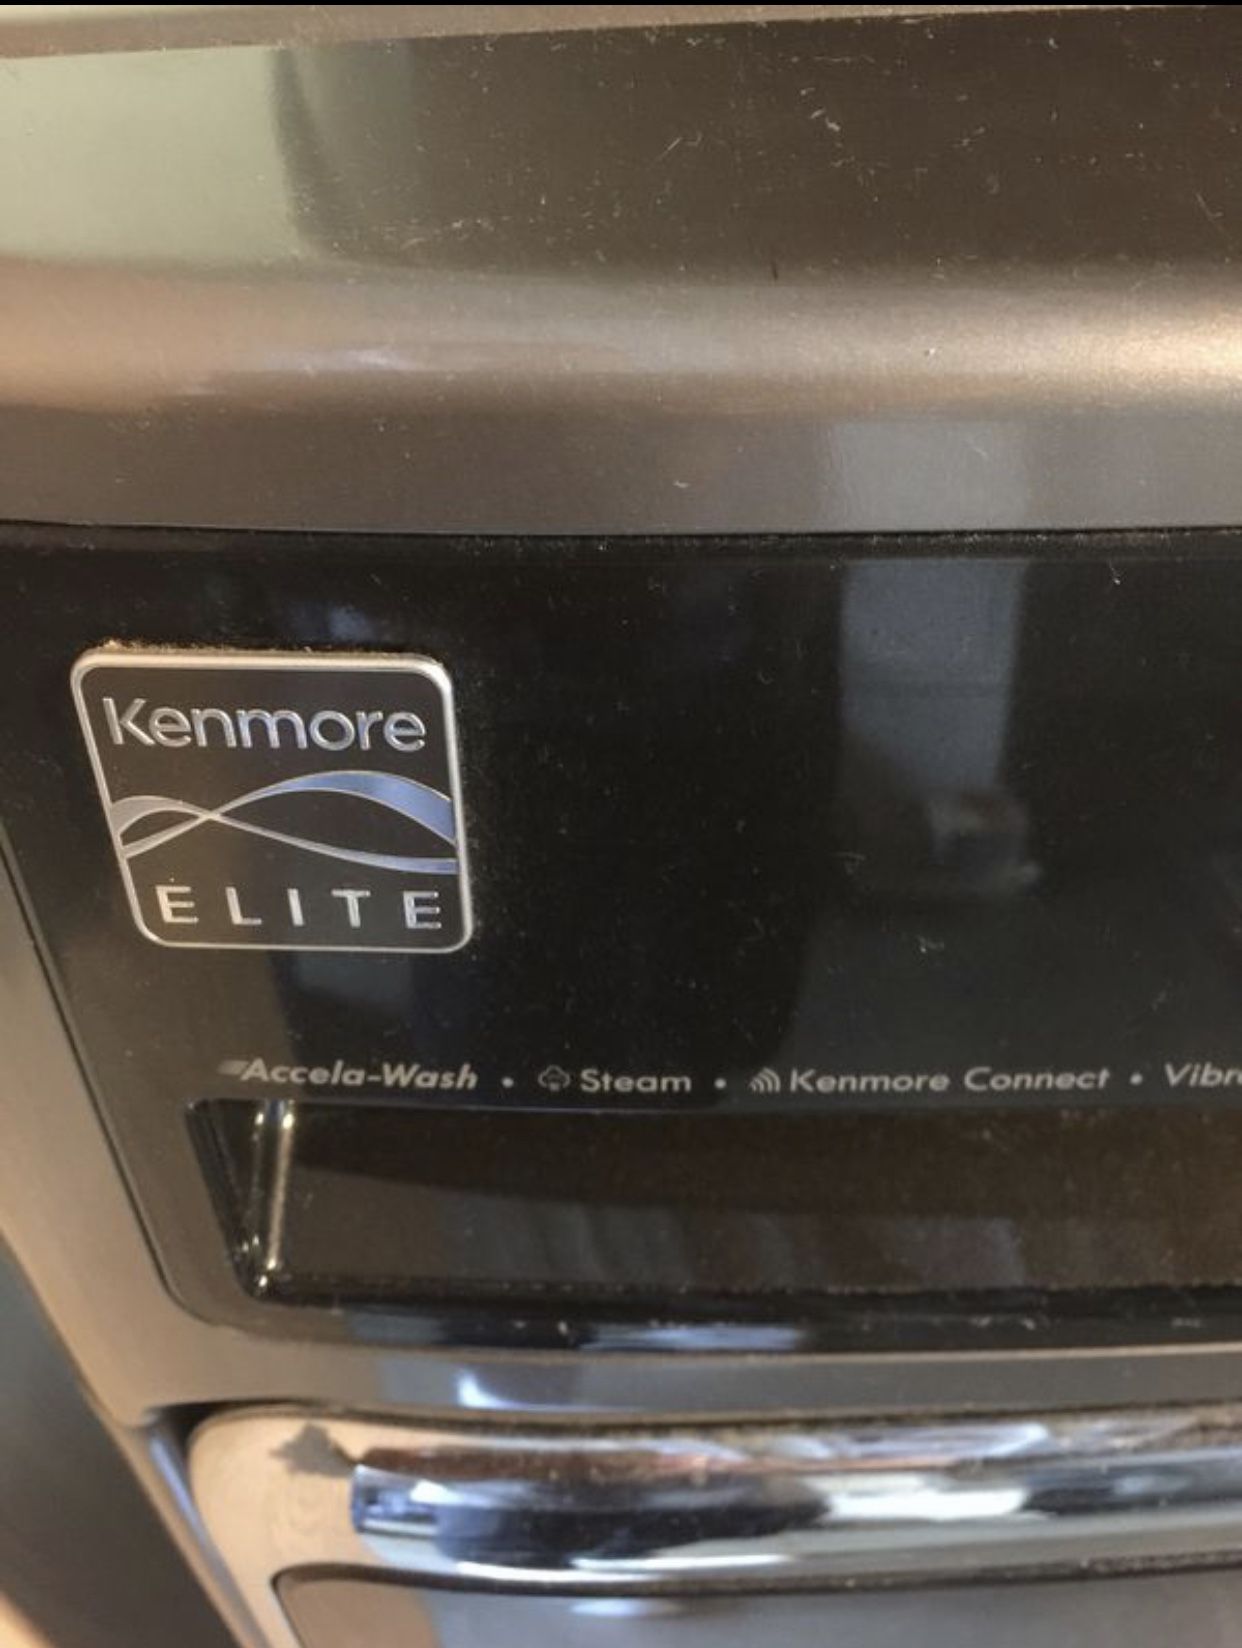 Kenmore
ELITE
Accela-Wash • Steam • Kenmore Connect •